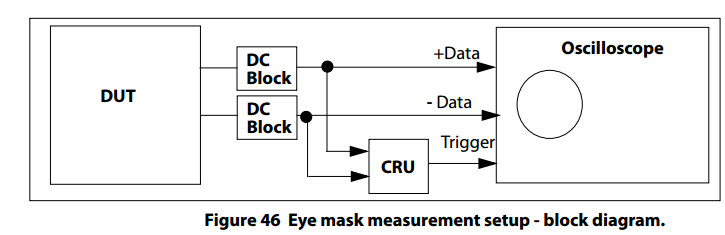 DUT
DC
Block
DC
Block
+Data
- Data
Trigger
CRU
Oscilloscope
Figure 46 Eye mask measurement setup - block diagram.